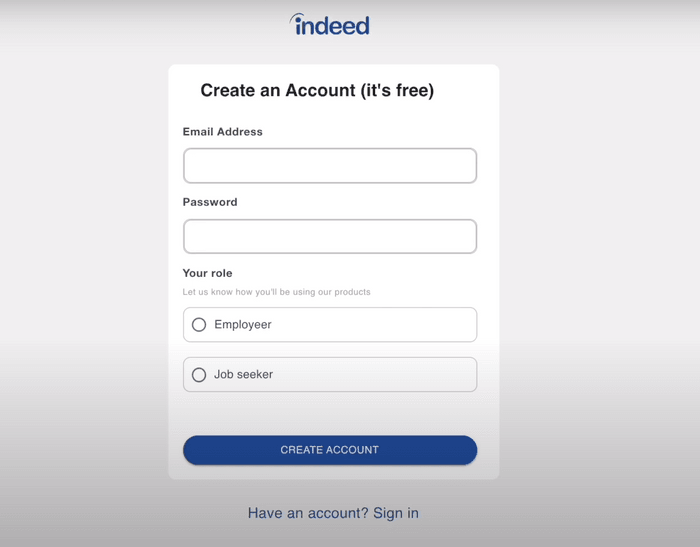 indeed
Create an Account (it's free)
Email Address
Password
Your role
Let us know how you'll be using our products
Employeer
Job seeker
CREATE ACCOUNT
Have an account? Sign in